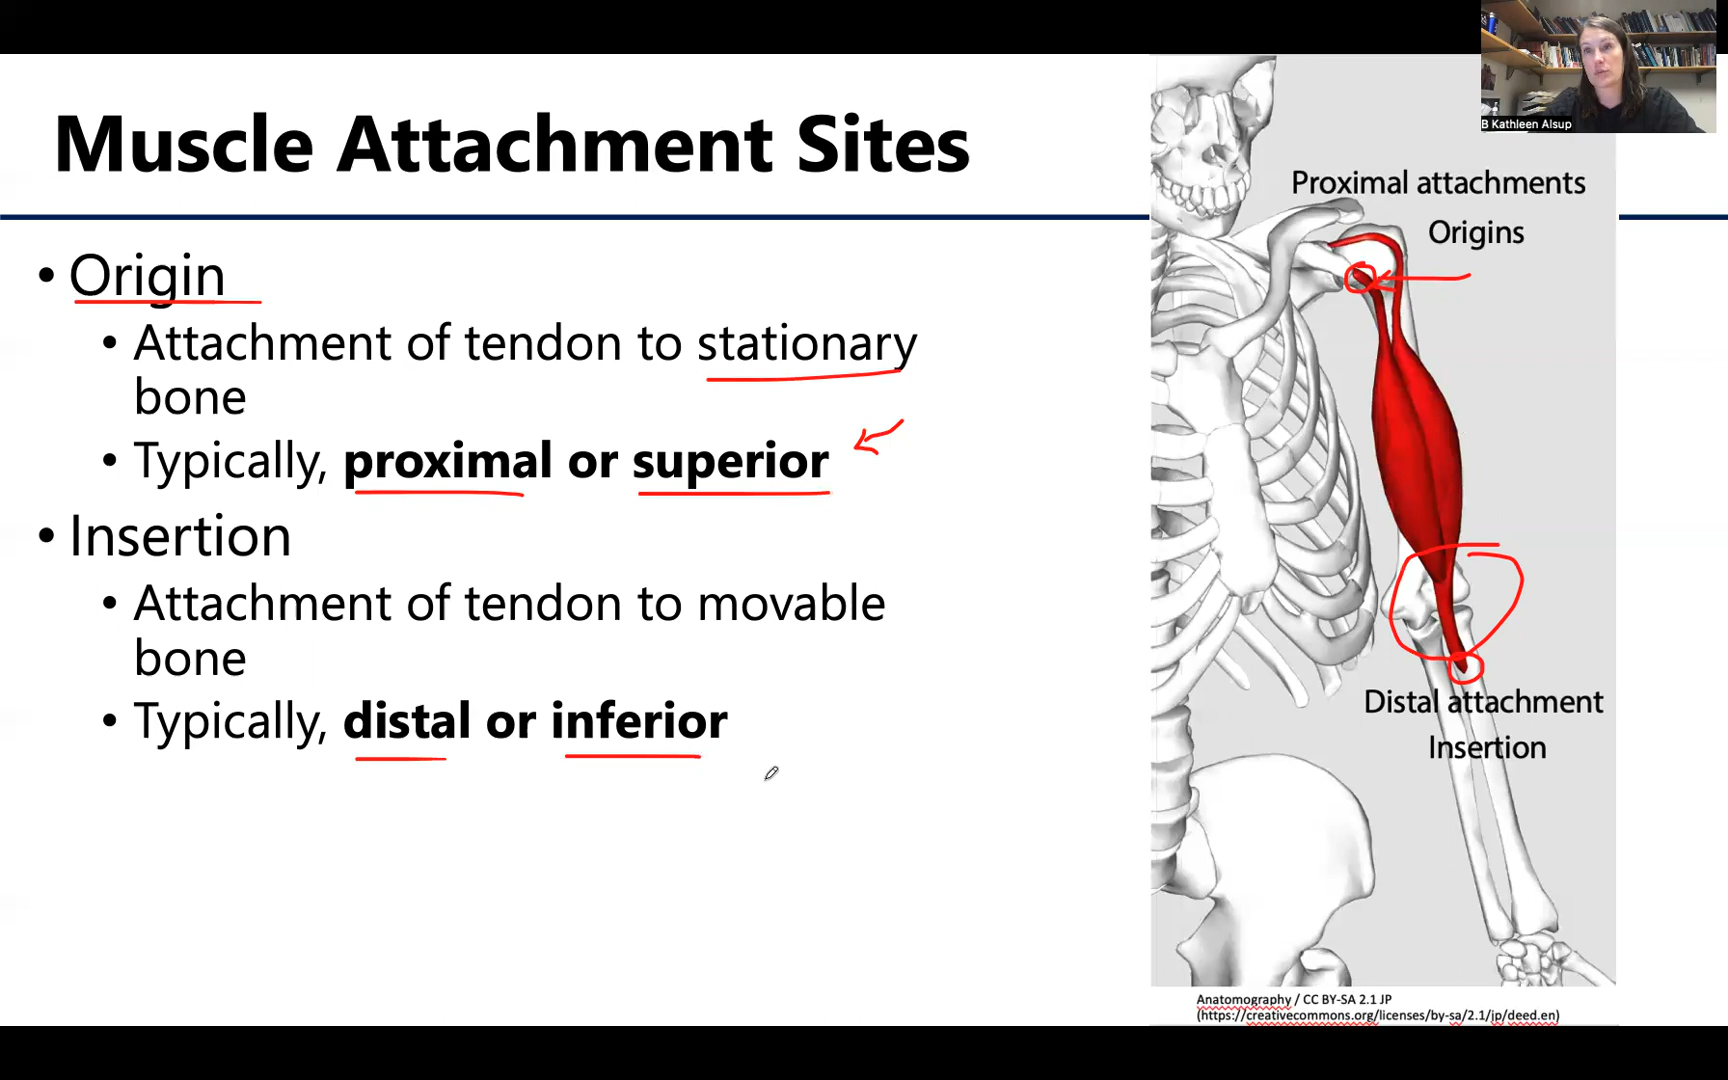 B Kathleen Alsup
Muscle Attachment Sites
• Origin
• Attachment of tendon to stationary
bone
• Typically, proximal or superior
• Insertion
• Attachment of tendon to movable
bone
• Typically, distal or inferior
Proximal attachments
Origins
Distal attachment
Insertion
Anatomography / CC BY-SA 2.1 JP
(https://creativecommons.org/licenses/by-sa/2.1/jp/deed.en)